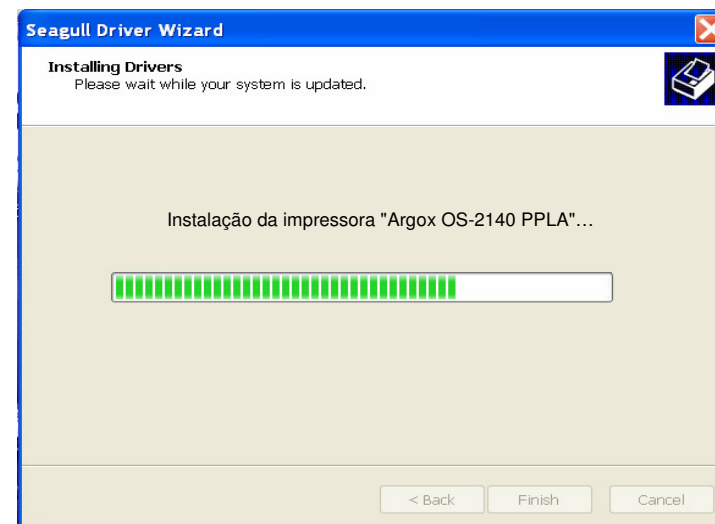 Seagull Driver Wizard
Installing Drivers
Please wait while your system is updated.
Instalação da impressora "Argox OS-2140 PPLA"...
< Back
Finish
Cancel